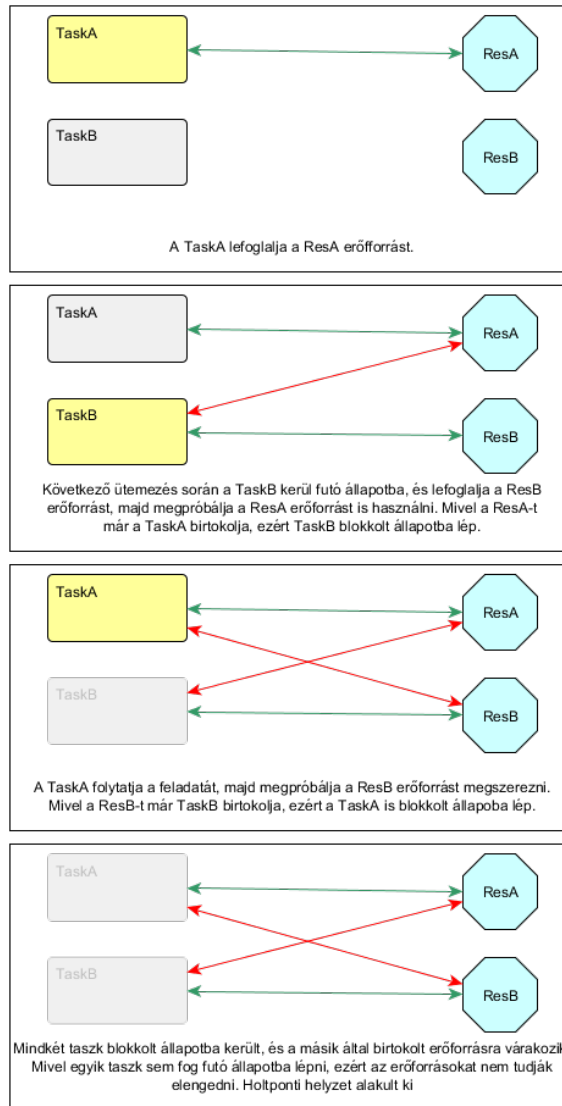 TaskA
ResA
TaskB
ResB
A TaskA lefoglalja a ResA erőfforrást.
TaskA
ResA
TaskB
ResB
Következő ütemezés során a TaskB kerül futó állapotba, és lefoglalja a ResB
erőforrást, majd megpróbálja a ResA erőforrást is használni. Mivel a ResA-t
már a TaskA birtokolja, ezért TaskB blokkolt állapotba lép.
TaskA
ResA
TaskB
ResB
A TaskA folytatja a feladatát, majd megpróbálja a ResB erőforrást megszerezni.
Mivel a ResB-t már TaskB birtokolja, ezért a TaskA is blokkolt állapoba lép.
TaskA
ResA
TaskB
ResB
Mindkét taszk blokkolt állapotba került, és a másik által birtokolt erőforrásra várakozik
Mivel egyik taszk sem fog futó állapotba lépni, ezért az erőforrásokat nem tudják
elengedni. Holtponti helyzet alakult ki